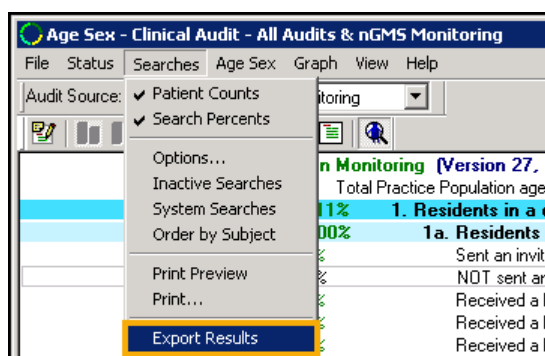 Age Sex - Clinical Audit - All Audits & nGMS Monitoring
File Status Searches Age Sex Graph View Help
Audit Source: itoring
Patient Counts
Search Percents
Options...
Inactive Searches
System Searches
Order by Subject
Print Preview
Print...
Export Results
n Monitoring (Version 27,
Total Practice Population age
11% 1. Residents in a
00% 1a. Residents
% Sent an invit
% NOT sent an
% Received a
% Received a
% Received a